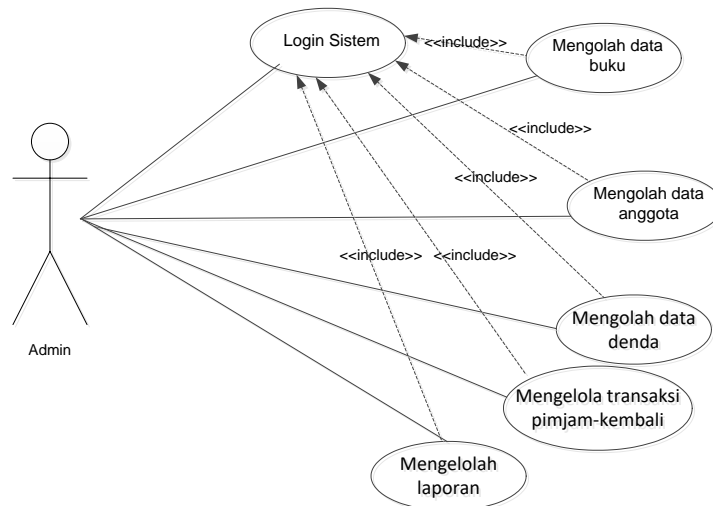 Login Sistem
<<include>>
Mengolah data
buku
<<include>>
<<include>>
Mengolah data
anggota
<<include>>
<<include>>
Mengolah data
denda
Admin
Mengelola transaksi
pimjam-kembali
Mengelolah
laporan